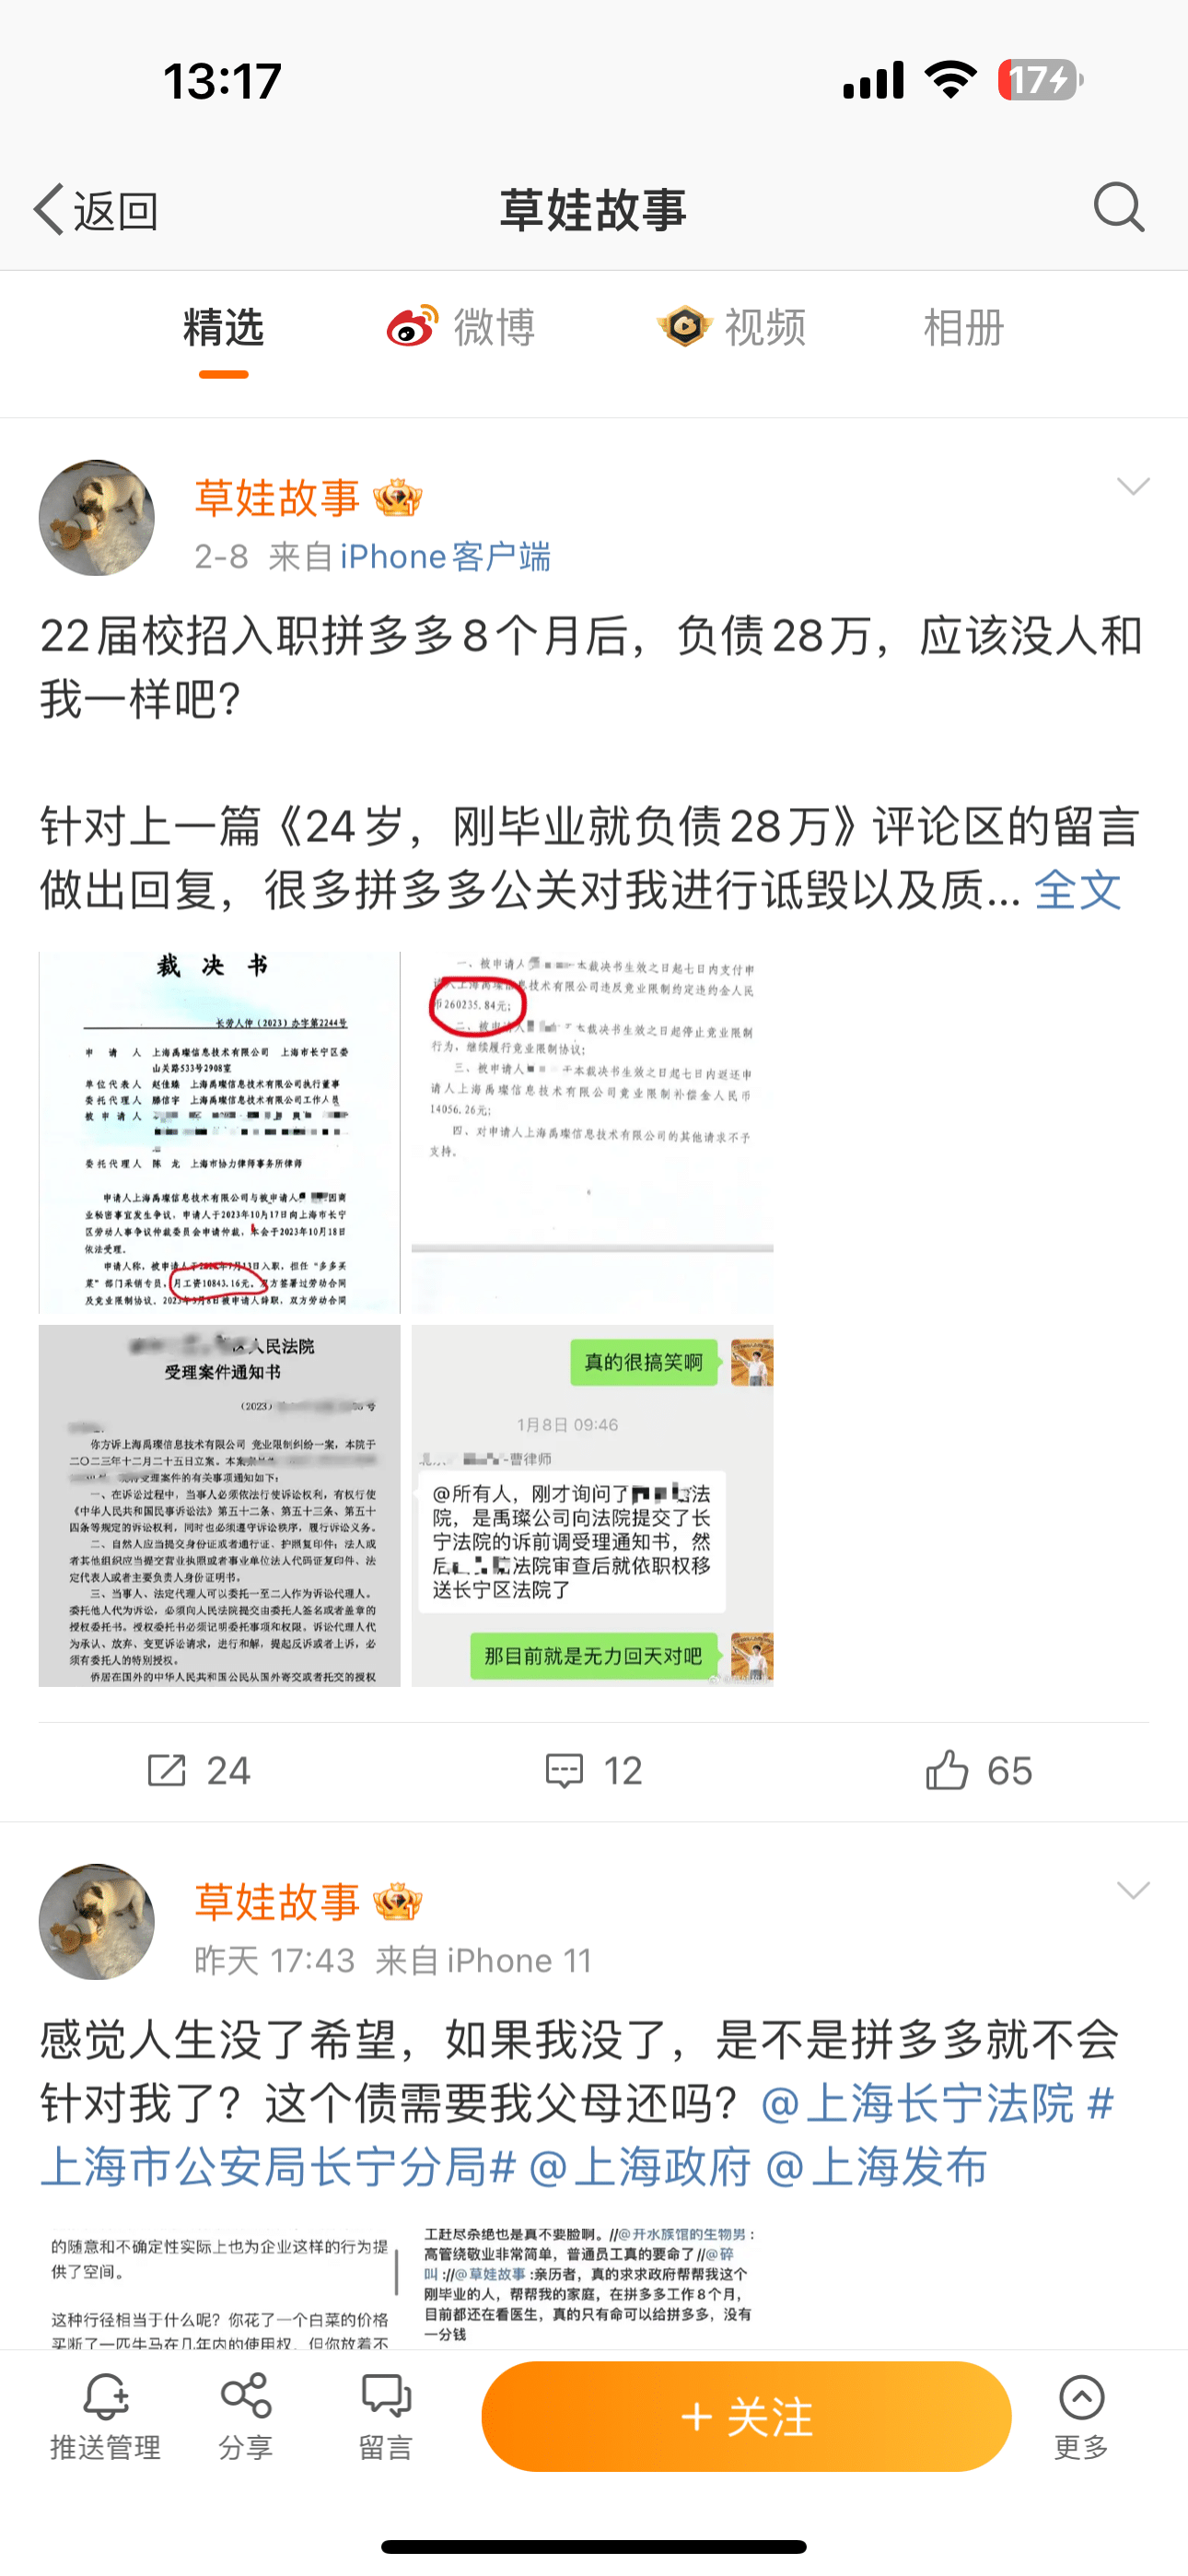 13:17
17
返回
草娃故事
精选
微博
视频
相册
草娃故事
2-8 来自iPhone客户端
22届校招入职拼多多8个月后，负债28万，应该没人和
我一样吧？
针对上一篇《24岁，刚毕业就负债28万》评论区的留言
做出回复，很多拼多多公关对我进行诋毁以及质... 全文
裁 决 书
长劳人仲（2023）办字第2244号
申 请 人 上海禹璨信息技术有限公司 上海市长宁区娄
山关路533号2908室
单位代表人 赵佳臻 上海禹璨信息技术有限公司执行董事
委托代理人 滕信宇 上海禹璨信息技术有限公司工作人员
被 申 请 人
委托代理人 陈 龙 上海市协力律师事务所律师
申请人上海禹璨信息技术有限公司与被申请人 因商
业秘密事宜发生争议，申请人于2023年10月17日向上海市长宁
区劳动人事争议仲裁委员会申请仲裁，本会于2023年10月18日
依法受理。
申请人称，被申请人于 年7月13日入职，担任“多多买
菜”部门采销专员，月工资10843.16元。双方签署过劳动合同
及竞业限制协议，2023年3月8日被申请人辞职，双方劳动合同
一、被申请人 本裁决书生效之日起七日内支付申
请人上海禹璨信息技术有限公司违反竞业限制约定违约金人民
币260235.84元；
二、被申请人 本裁决书生效之日起停止竞业限制
行为，继续履行竞业限制协议；
三、被申请人 于本裁决书生效之日起七日内返还申
请人上海禹璨信息技术有限公司竞业限制补偿金人民币
14056.26元；
四、对申请人上海禹璨信息技术有限公司的其他请求不予
支持。
区人民法院
受理案件通知书
（2023） 号
你方诉上海禹璨信息技术有限公司 竞业限制纠纷一案，本院于
二〇二三年十二月二十五日立案。本案
受理案件的有关事项通知如下：
一、在诉讼过程中，当事人必须依法行使诉讼权利，有权行使
《中华人民共和国民事诉讼法》第五十二条、第五十三条、第五十
四条等规定的诉讼权利，同时也必须遵守诉讼秩序，履行诉讼义务。
二、自然人应当提交身份证或者通行证、护照复印件；法人或
者其他组织应当提交营业执照或者事业单位法人代码证复印件、法
定代表人或者主要负责人身份证明书。
三、当事人、法定代理人可以委托一至二人作为诉讼代理人。
委托他人代为诉讼，必须向人民法院提交由委托人签名或者盖章的
授权委托书。授权委托书必须记明委托事项和权限。诉讼代理人代
为承认、放弃、变更诉讼请求，进行和解，提起反诉或者上诉，必
须有委托人的特别授权。
侨居在国外的中华人民共和国公民从国外寄交或者托交的授权
真的很搞笑啊
1月8日 09:46
-曹律师
@所有人，刚才询问了 法
院，是禹璨公司向法院提交了长
宁法院的诉前调受理通知书，然
后 法院审查后就依职权移
送长宁区法院了
那目前就是无力回天对吧
24
12
65
草娃故事
昨天 17:43 来自iPhone 11
感觉人生没了希望，如果我没了，是不是拼多多就不会
针对我了？这个债需要我父母还吗？@上海长宁法院 #
上海市公安局长宁分局# @上海政府 @上海发布
的随意和不确定性实际上也为企业这样的行为提
供了空间。
这种行径相当于什么呢？你花了一个白菜的价格
买断了一匹牛马在几年内的使用权，但你放着不
工赶尽杀绝也是真不要脸啊。//@开水族馆的生物男：
高管绕敬业非常简单，普通员工真的要命了//@碎
叫://@草娃故事:亲历者，真的求求政府帮帮我这个
刚毕业的人，帮帮我的家庭，在拼多多工作8个月，
目前都还在看医生，真的只有命可以给拼多多，没有
一分钱
推送管理
分享
留言
+ 关注
更多